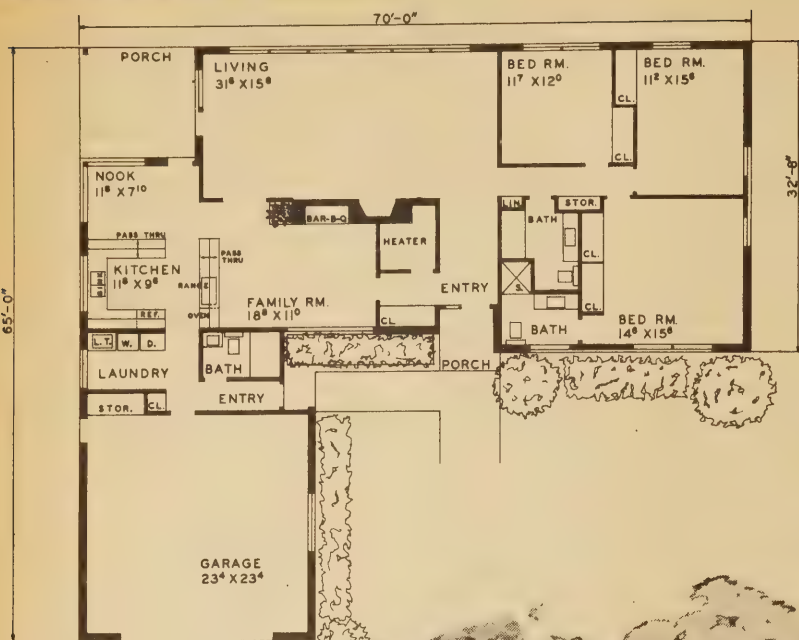 70'-0"
PORCH
LIVING
31⁶ X15⁸
BED RM.
11⁷ X12⁰
BED RM.
11² X15⁶
CL.
CL.
32'-8"
NOOK
11⁸ X7¹⁰
LIN
STOR.
BATH
BAR-B-Q
HEATER
PASS THRU
PASS
THRU
KITCHEN
11⁶ X9⁶
SINK
RANGE
CL.
S.
ENTRY
FAMILY RM.
18⁸ X11⁰
REF.
OVEN
CL.
CL.
BATH
BED RM.
14⁶ X15⁶
65'-0"
L.T.
W.
D.
LAUNDRY
BATH
PORCH
ENTRY
STOR.
CL.
GARAGE
23⁴ X23⁴